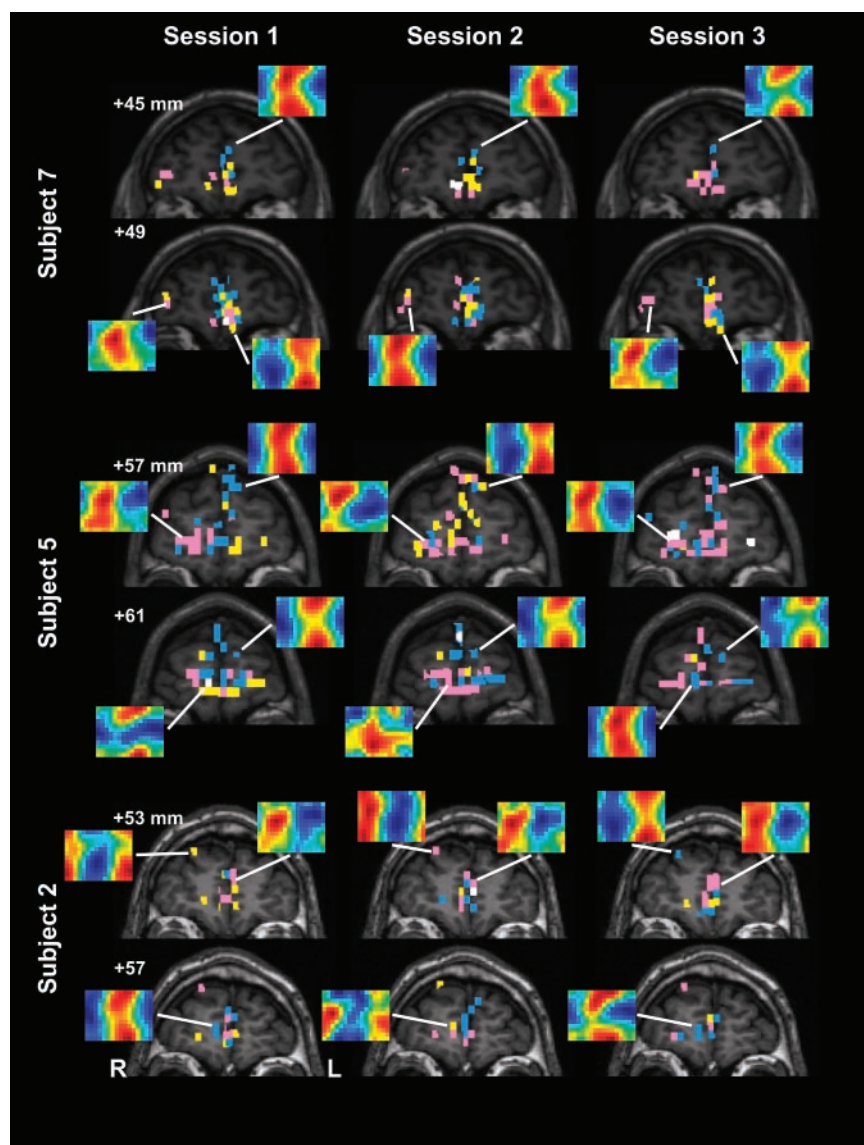 Session 1 Session 2 Session 3
Subject 7
+45 mm
+49
Subject 5
+57 mm
+61
Subject 2
+53 mm
+57
R L